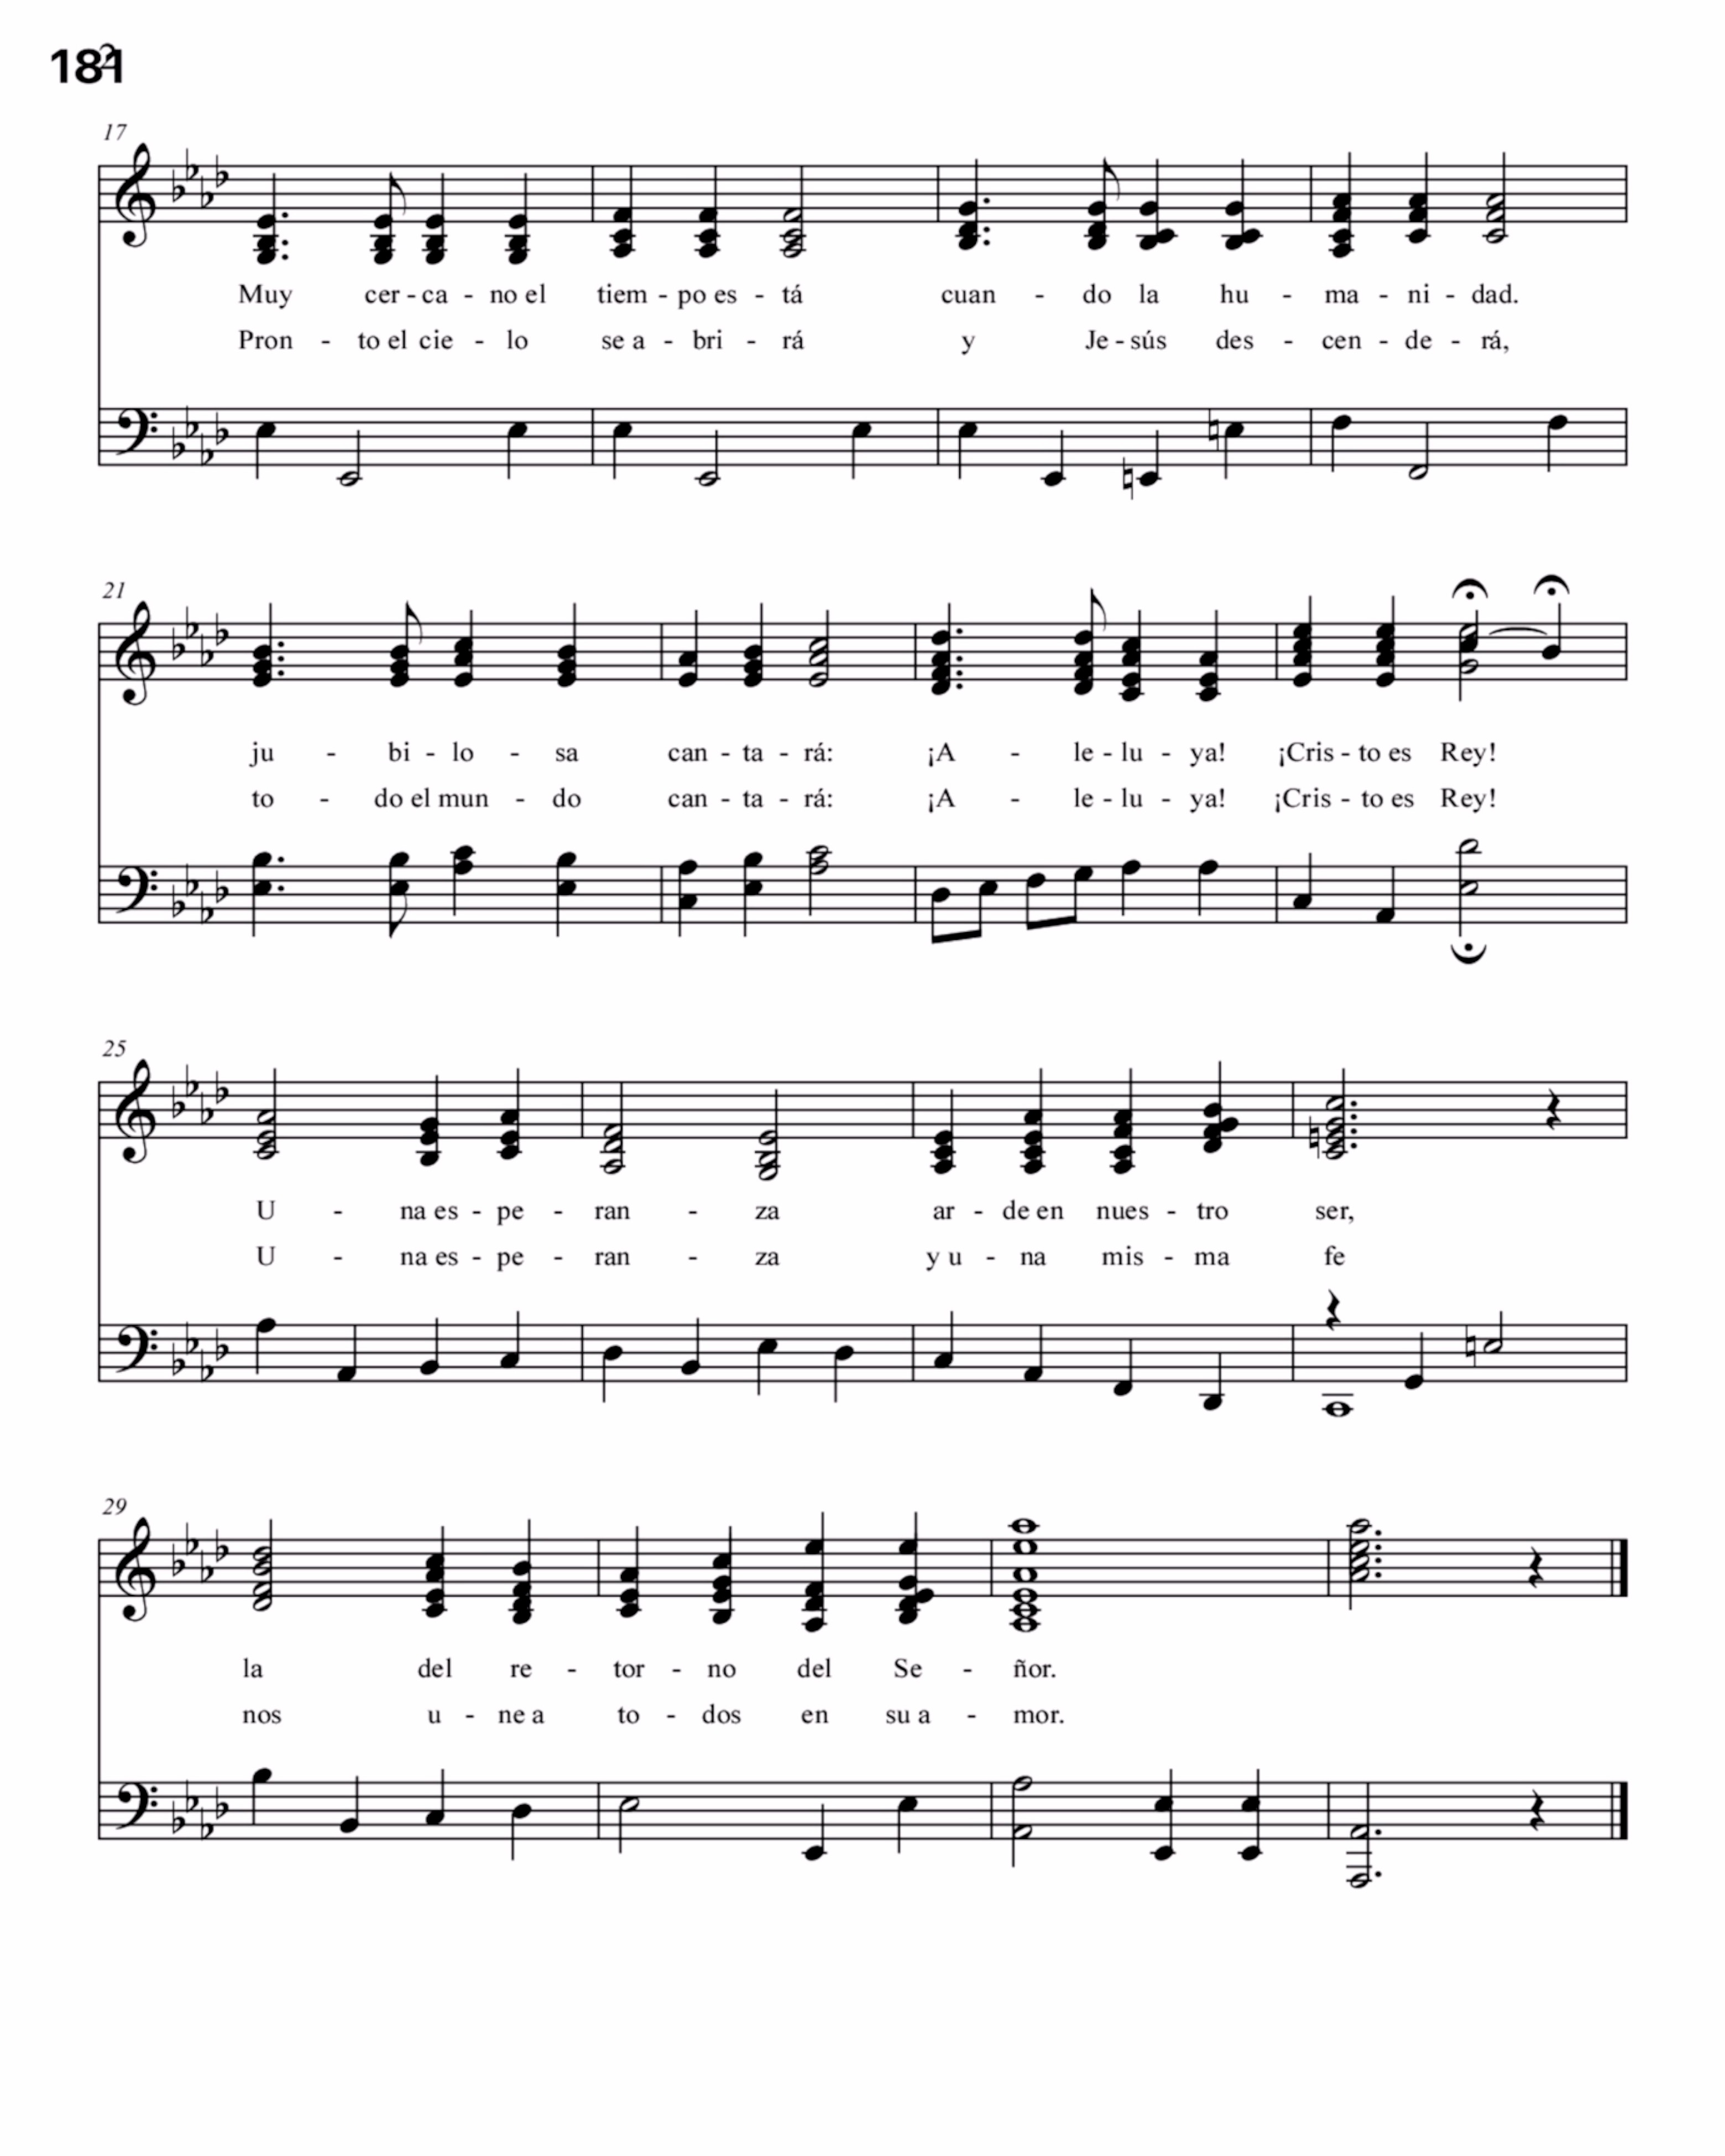 181
2
17
Muy cer - ca - no el tiem - po es - tá cuan - do la hu - ma - ni - dad.
Pron - to el cie - lo se a - bri - rá y Je - sús des - cen - de - rá,
21
ju - bi - lo - sa can - ta - rá: ¡A - le - lu - ya! ¡Cris - to es Rey!
to - do el mun - do can - ta - rá: ¡A - le - lu - ya! ¡Cris - to es Rey!
25
U - na es - pe - ran - za ar - de en nues - tro ser,
U - na es - pe - ran - za y u - na mis - ma fe
29
la del re - tor - no del Se - ñor.
nos u - ne a to - dos en su a - mor.